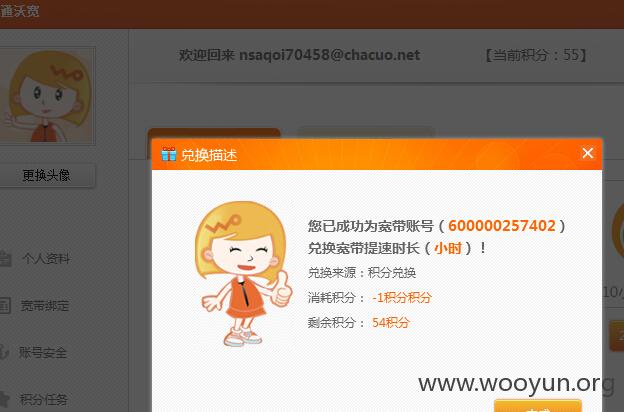 通沃宽
欢迎回来 nsaqoi70458@chacuo.net 【当前积分：55】
更换头像
兑换描述
您已成功为宽带账号（600000257402）
兑换宽带提速时长（小时）！
兑换来源：积分兑换
消耗积分： -1积分积分
剩余积分： 54积分
个人资料
宽带绑定
账号安全
积分任务
10小
www.wooyun.org